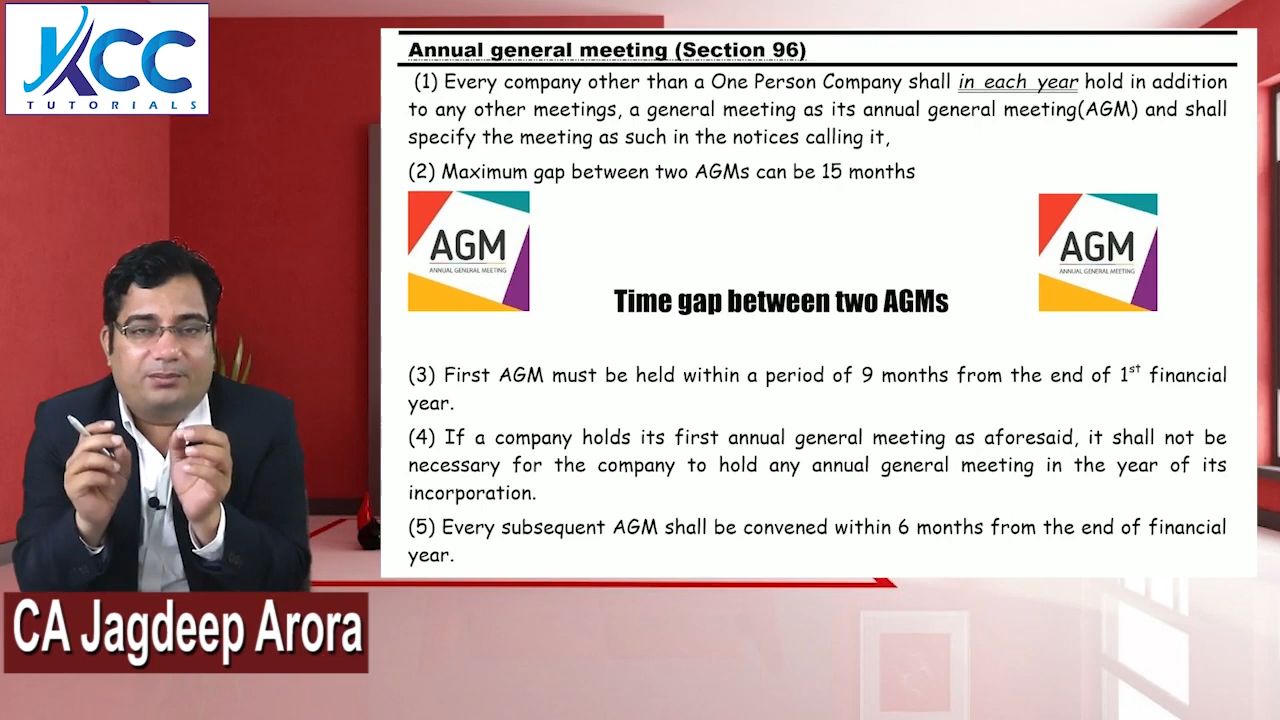 KCC
TUTORIALS
Annual general meeting (Section 96)
(1) Every company other than a One Person Company shall in each year hold in addition
to any other meetings, a general meeting as its annual general meeting(AGM) and shall
specify the meeting as such in the notices calling it,
(2) Maximum gap between two AGMs can be 15 months
AGM
ANNUAL GENERAL MEETING
AGM
ANNUAL GENERAL MEETING
Time gap between two AGMs
(3) First AGM must be held within a period of 9 months from the end of 1st financial
year.
(4) If a company holds its first annual general meeting as aforesaid, it shall not be
necessary for the company to hold any annual general meeting in the year of its
incorporation.
(5) Every subsequent AGM shall be convened within 6 months from the end of financial
year.
CA Jagdeep Arora